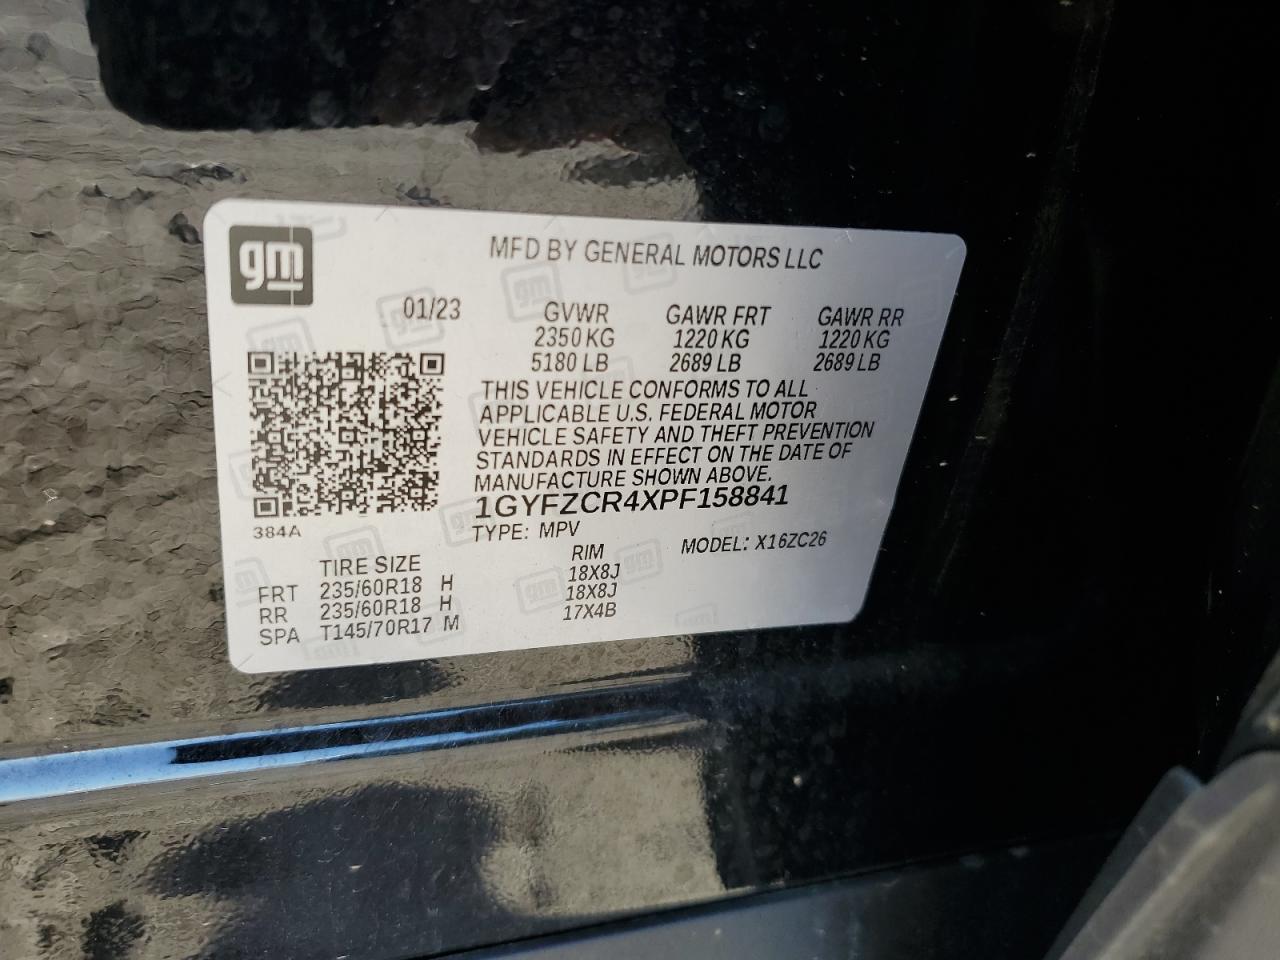 gm
MFD BY GENERAL MOTORS LLC
01/23 GVWR GAWR FRT GAWR RR
2350 KG 1220 KG 1220 KG
5180 LB 2689 LB 2689 LB
THIS VEHICLE CONFORMS TO ALL
APPLICABLE U.S. FEDERAL MOTOR
VEHICLE SAFETY AND THEFT PREVENTION
STANDARDS IN EFFECT ON THE DATE OF
MANUFACTURE SHOWN ABOVE.
1GYFZCR4XPF158841
384A
TYPE: MPV MODEL: X16ZC26
TIRE SIZE RIM
FRT 235/60R18 H 18X8J
RR 235/60R18 H 18X8J
SPA T145/70R17 M 17X4B